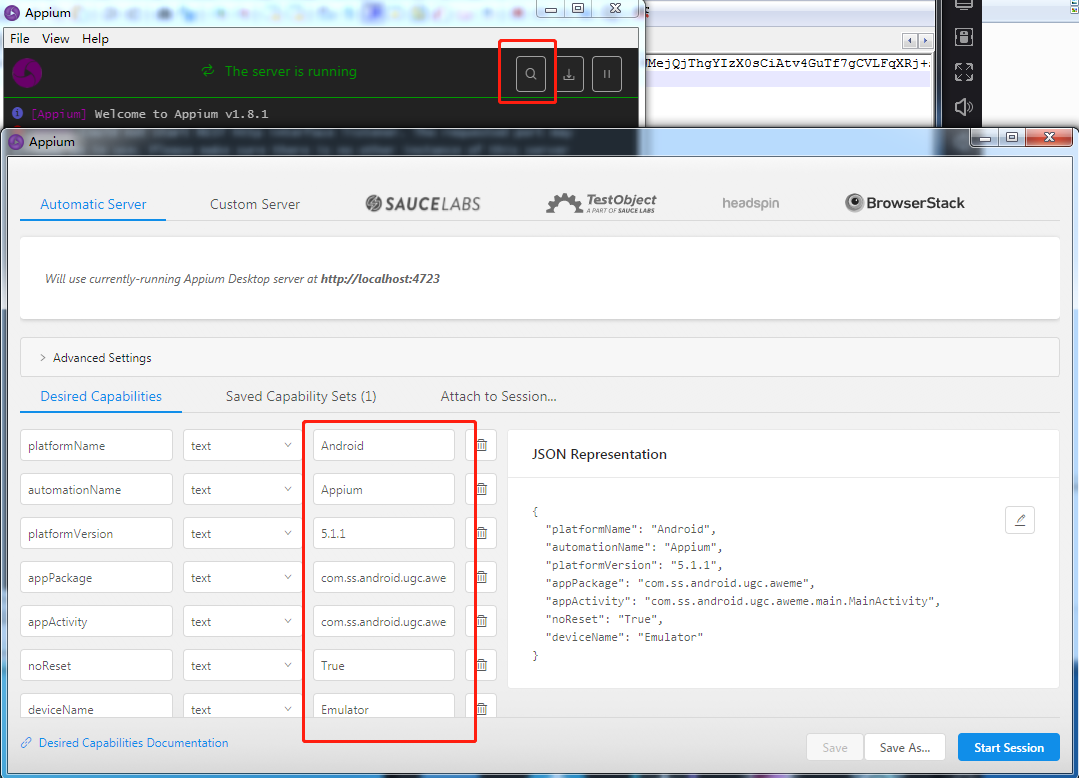 Appium
File View Help
The server is running
MejQjThgYIzX0sCiAtv4GuTf7gCVLFqXRj+
[Appium] Welcome to Appium v1.8.1
Appium
Automatic Server Custom Server SAUCELABS TestObject A PART OF SAUCE LABS headspin BrowserStack
Will use currently-running Appium Desktop server at http://localhost:4723
Advanced Settings
Desired Capabilities Saved Capability Sets (1) Attach to Session...
platformName text Android
automationName text Appium
platformVersion text 5.1.1
appPackage text com.ss.android.ugc.awe
appActivity text com.ss.android.ugc.awe
noReset text True
deviceName text Emulator
JSON Representation
{
"platformName": "Android",
"automationName": "Appium",
"platformVersion": "5.1.1",
"appPackage": "com.ss.android.ugc.aweme",
"appActivity": "com.ss.android.ugc.aweme.main.MainActivity",
"noReset": "True",
"deviceName": "Emulator"
}
Desired Capabilities Documentation
Save Save As... Start Session